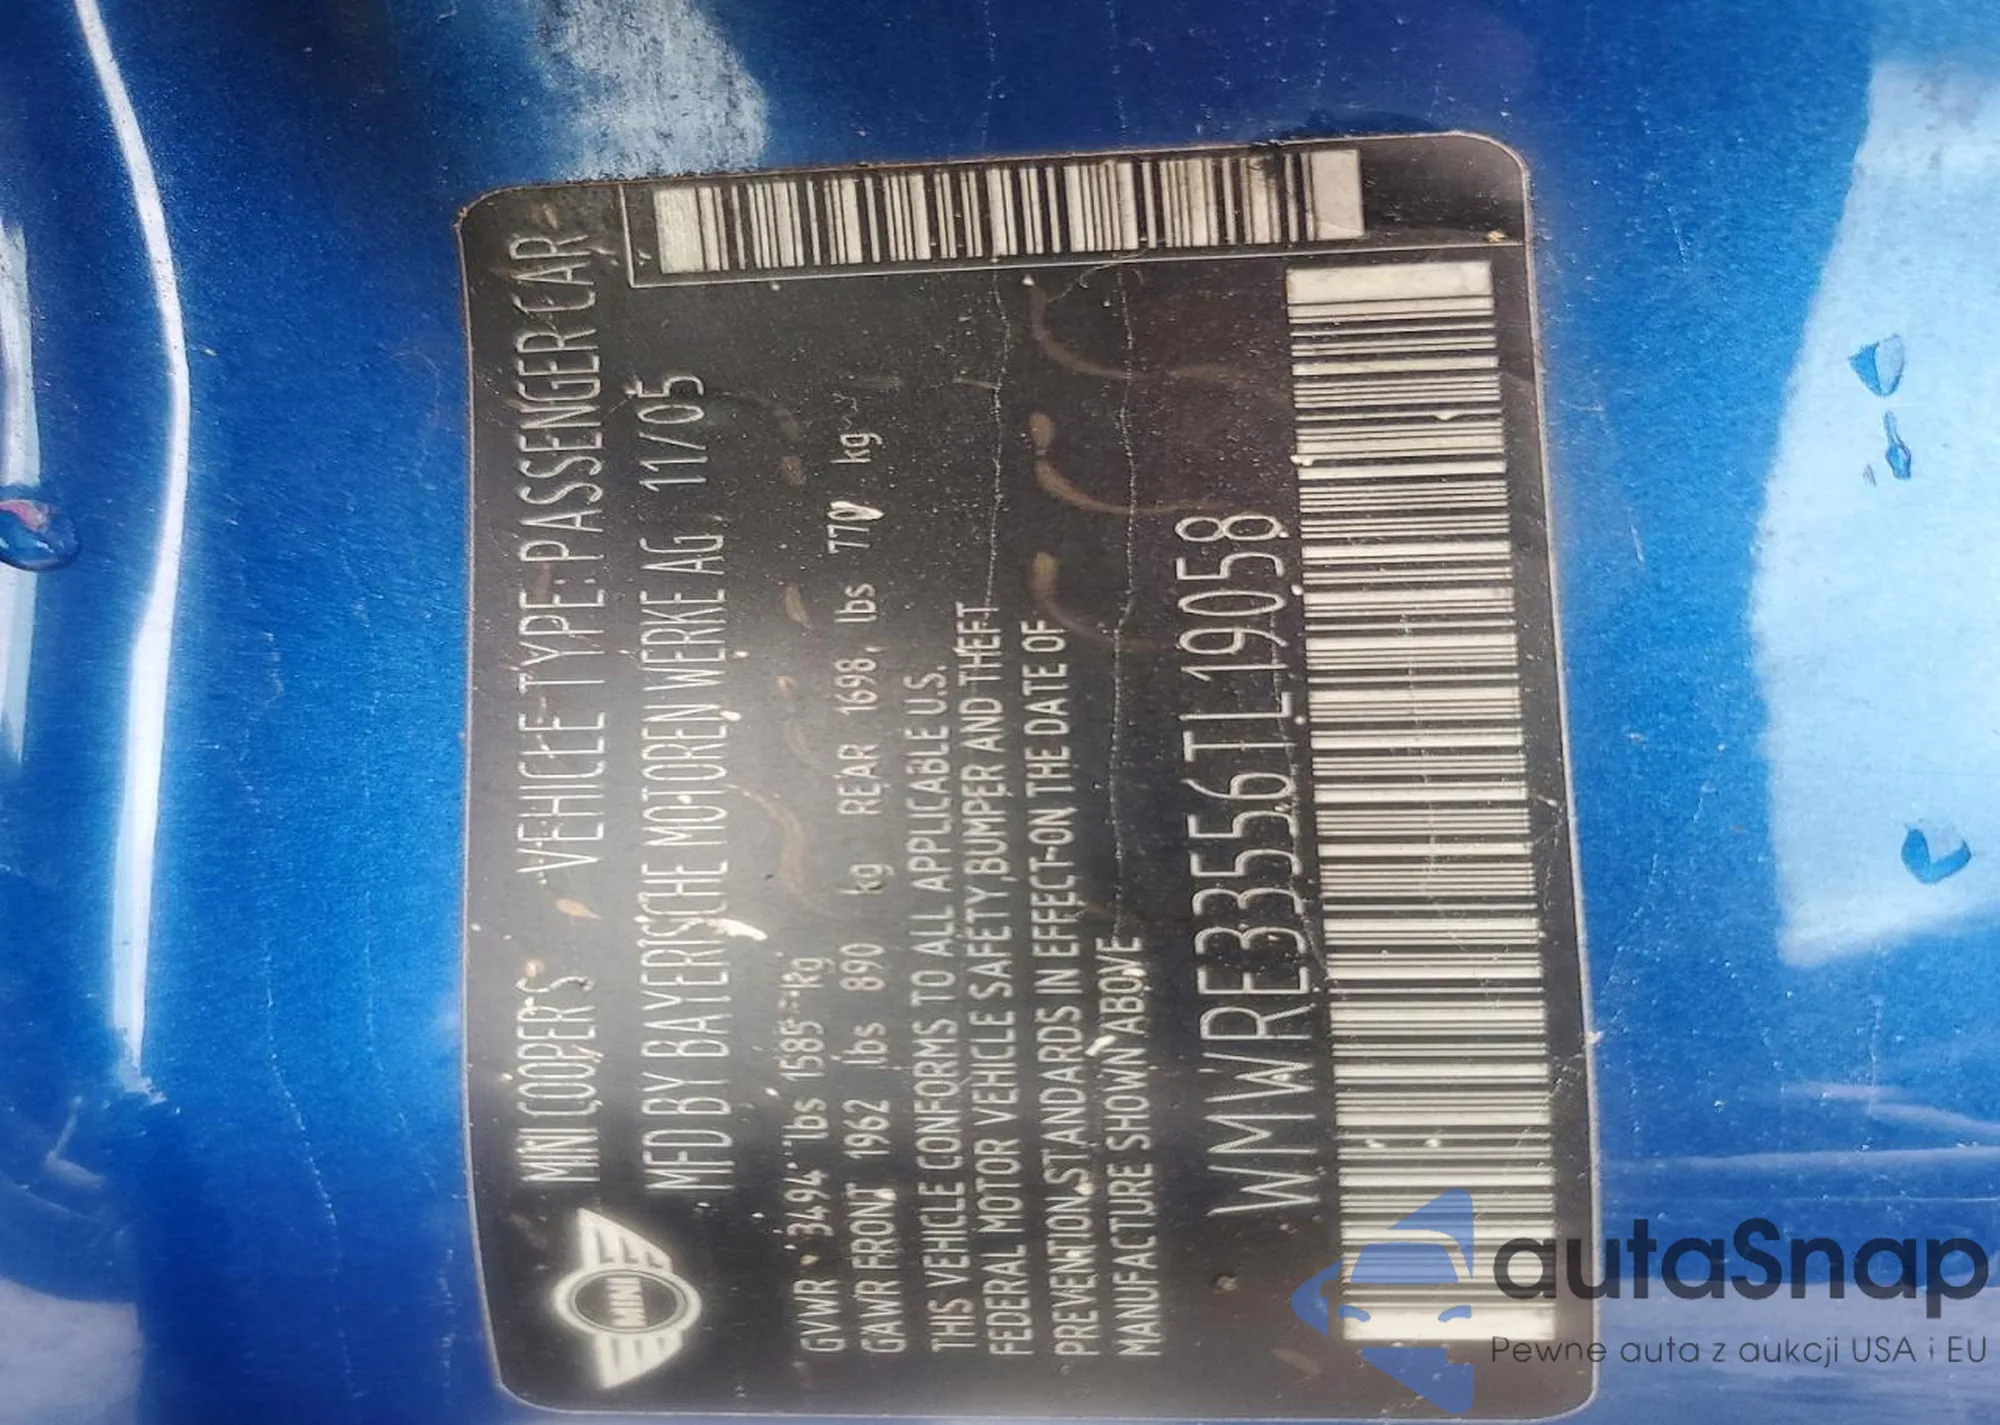 MINI COOPER S VEHICLE TYPE: PASSENGER CAR
MFD BY BAYERISCHE MOTOREN WERKE AG, 11/05
GVWR 3494 lbs 1585 kg
GAWR FRONT 1962 lbs 890 kg REAR 1698, lbs 770 kg
THIS VEHICLE CONFORMS TO ALL APPLICABLE U.S.
FEDERAL MOTOR VEHICLE SAFETY, BUMPER AND THEFT
PREVENTION STANDARDS IN EFFECT ON THE DATE OF
MANUFACTURE SHOWN ABOVE
WMWRE33556TL19058
MINI
autaSnap
Pewne auta z aukcji USA i EU